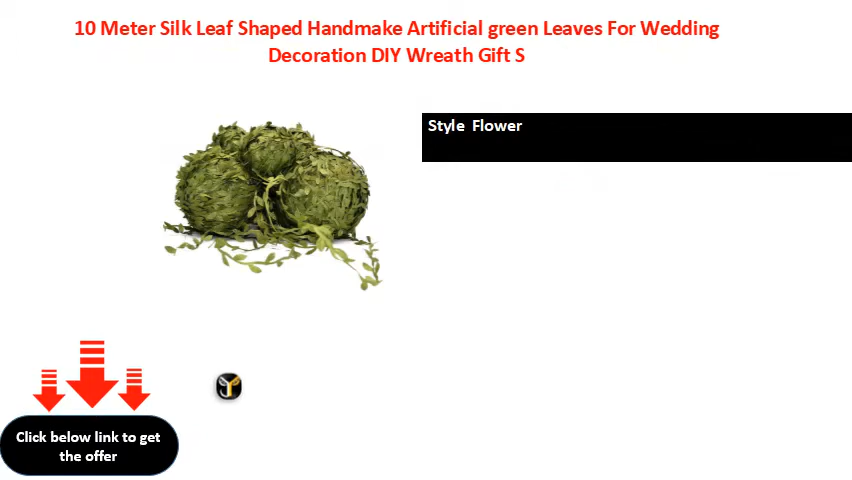 10 Meter Silk Leaf Shaped Handmake Artificial green Leaves For Wedding
Decoration DIY Wreath Gift S
Style Flower
Click below link to get
the offer